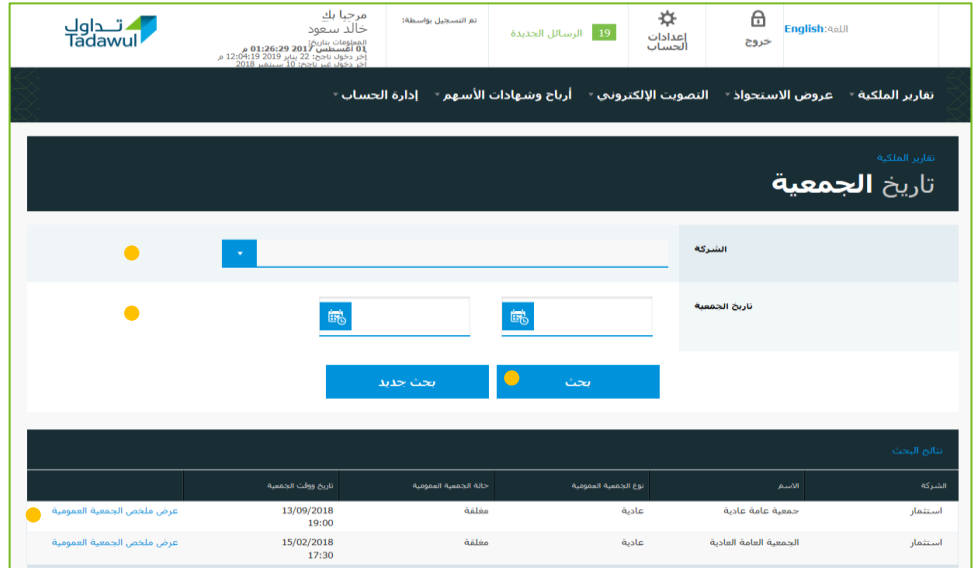 تـداول
Tadawul
مرحبا بك
خالد سعود
المعلومات بتاريخ:
01 أغسطس 2017 01:26:29 م
إخر دخول ناجح: 22 يناير 2019 12:04:19 م
إخر دخول غير ناجح: 10 سبتمبر 2018
تم التسجيل بواسطة:
19 الرسائل الجديدة
إعدادات
الحساب
خروج
اللغة:English
تقارير الملكية
عروض الاستحواذ
التصويت الإلكتروني
أرباح وشهادات الأسهم
إدارة الحساب
تقارير الملكية
تاريخ الجمعية
الشركة
تاريخ الجمعية
بحث
بحث جديد
نتائج البحث
الشركة الاسم نوع الجمعية العمومية حالة الجمعية العمومية تاريخ ووقت الجمعية
استثمار جمعية عامة عادية عادية مغلقة 13/09/2018 عرض ملخص الجمعية العمومية
19:00
استثمار الجمعية العامة العادية عادية مغلقة 15/02/2018 عرض ملخص الجمعية العمومية
17:30